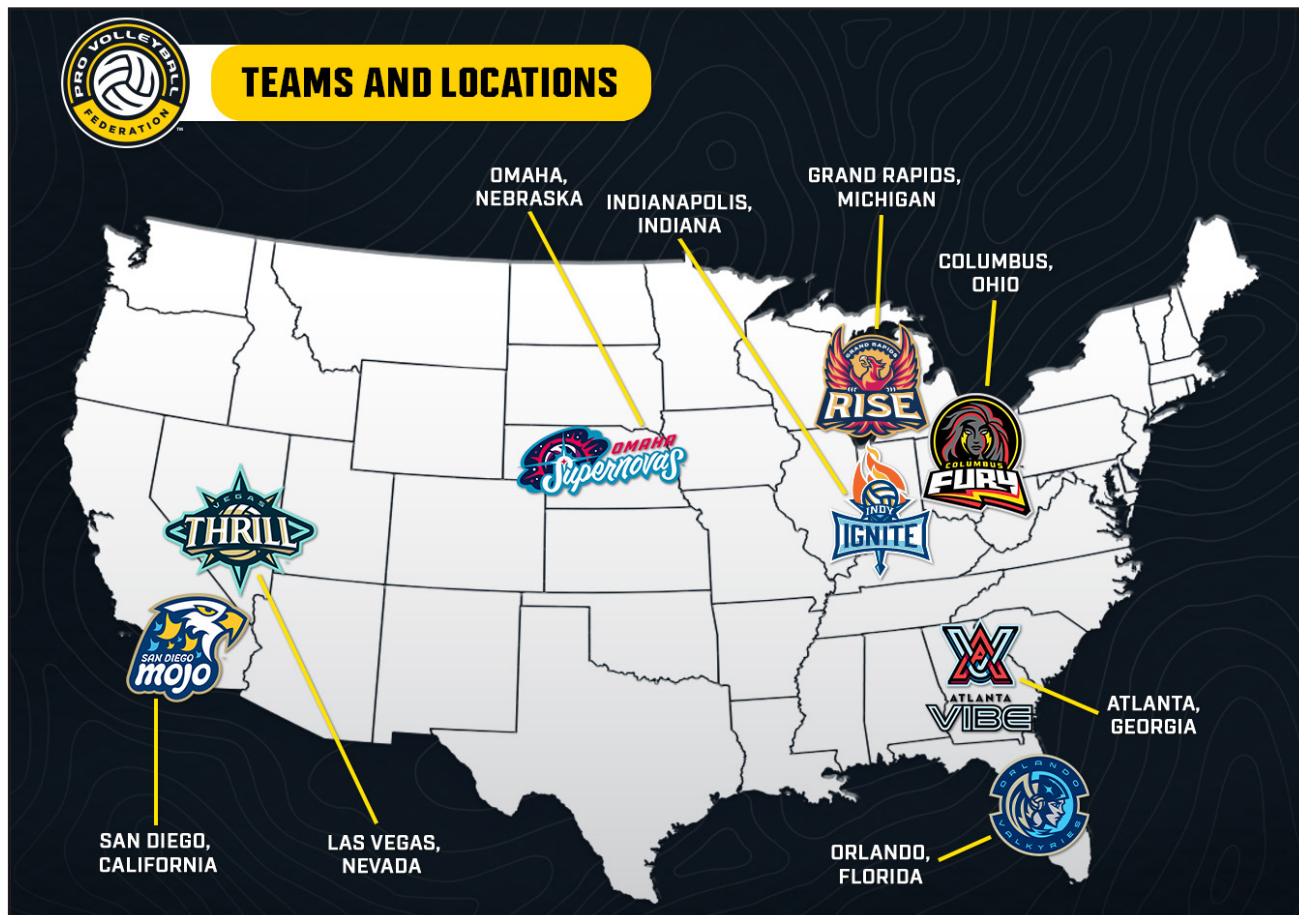 PRO VOLLEYBALL
FEDERATION
™
TEAMS AND LOCATIONS
OMAHA,
NEBRASKA
INDIANAPOLIS,
INDIANA
GRAND RAPIDS,
MICHIGAN
COLUMBUS,
OHIO
GRAND RAPIDS
RISE
COLUMBUS
FURY
OMAHA
Supernovas
INDY
IGNITE
VEGAS
THRILL
SAN DIEGO
mojo
ATLANTA
VIBE
ATLANTA,
GEORGIA
ORLANDO
VALKYRIES
SAN DIEGO,
CALIFORNIA
LAS VEGAS,
NEVADA
ORLANDO,
FLORIDA